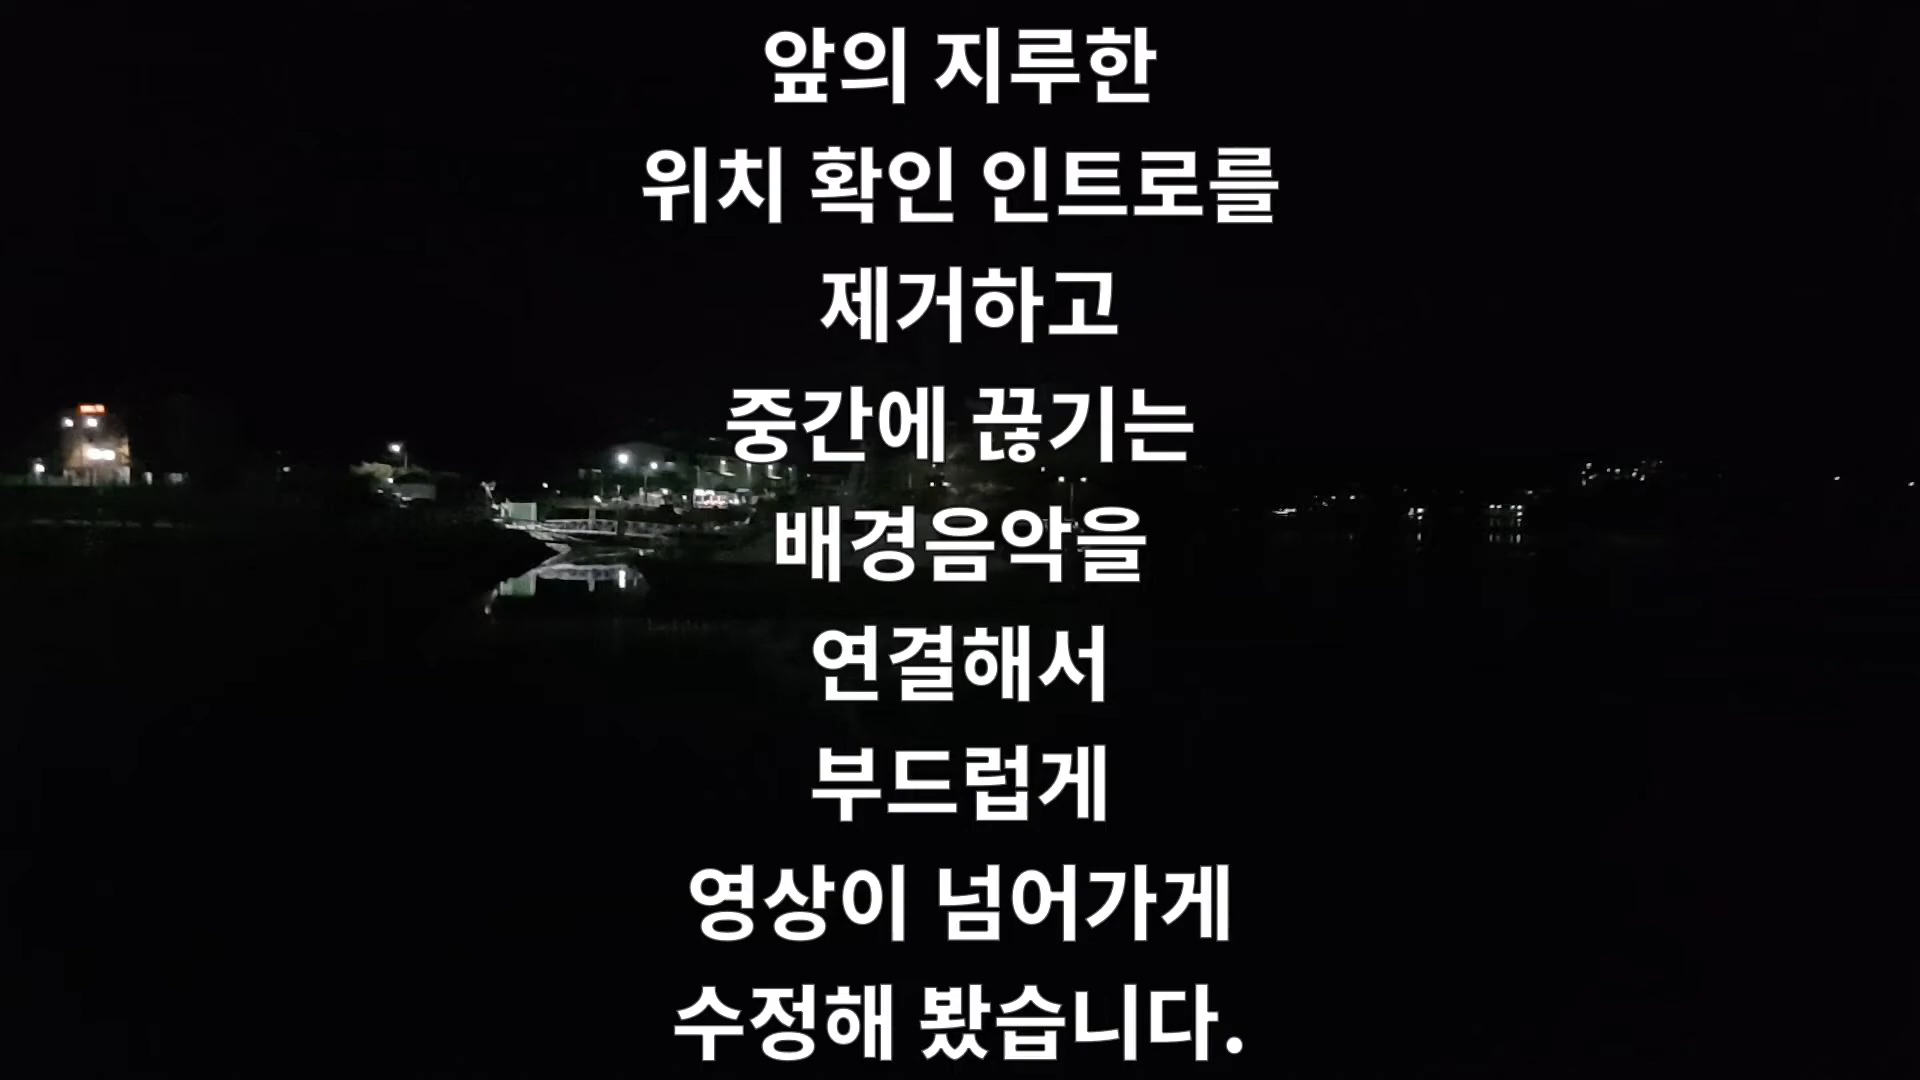 앞의 지루한
위치 확인 인트로를
제거하고
중간에 끊기는
배경음악을
연결해서
부드럽게
영상이 넘어가게
수정해 봤습니다.